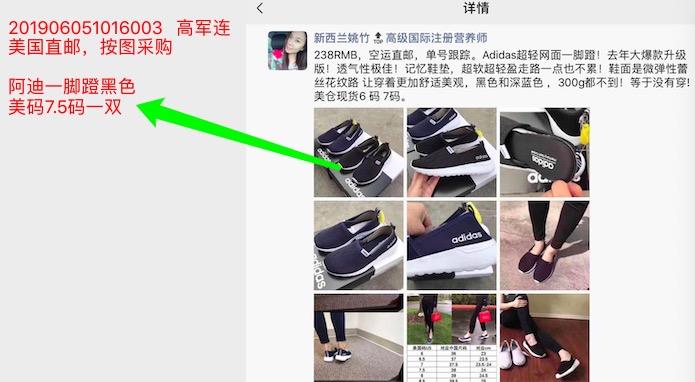 201906051016003 高军连
美国直邮，按图采购
阿迪一脚蹬黑色
美码7.5码一双
详情
新西兰姚竹 高级国际注册营养师
238RMB，空运直邮，单号跟踪。Adidas超轻网面一脚蹬！去年大爆款升级
版！透气性极佳！记忆鞋垫，超软超轻盈走路一点也不累！鞋面是微弹性蕾
丝花纹路 让穿着更加舒适美观，黑色和深蓝色 ，300g都不到！等于没有穿！
美仓现货6 码 7码。
adidas
adidas
adidas
adidas
adidas
美国码US 对应中国尺码 对应cm
6 36 23
6.5 37 23.5
7 37.5 23.5-24
7.5 38 24
8 39 24.5